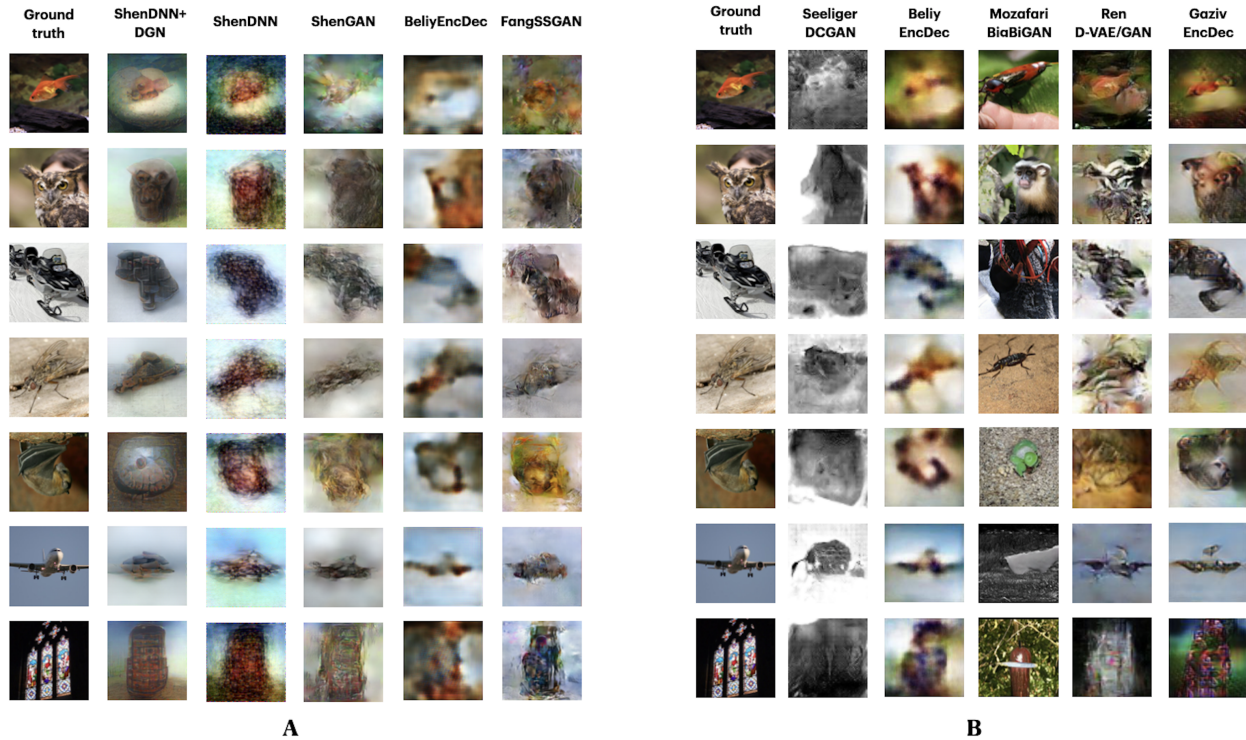 Ground truth
ShenDNN+ DGN
ShenDNN
ShenGAN
BeliyEncDec
FangSSGAN
Ground truth
Seeliger DCGAN
Beliy EncDec
Mozafari BiaBiGAN
Ren D-VAE/GAN
Gaziv EncDec
A
B